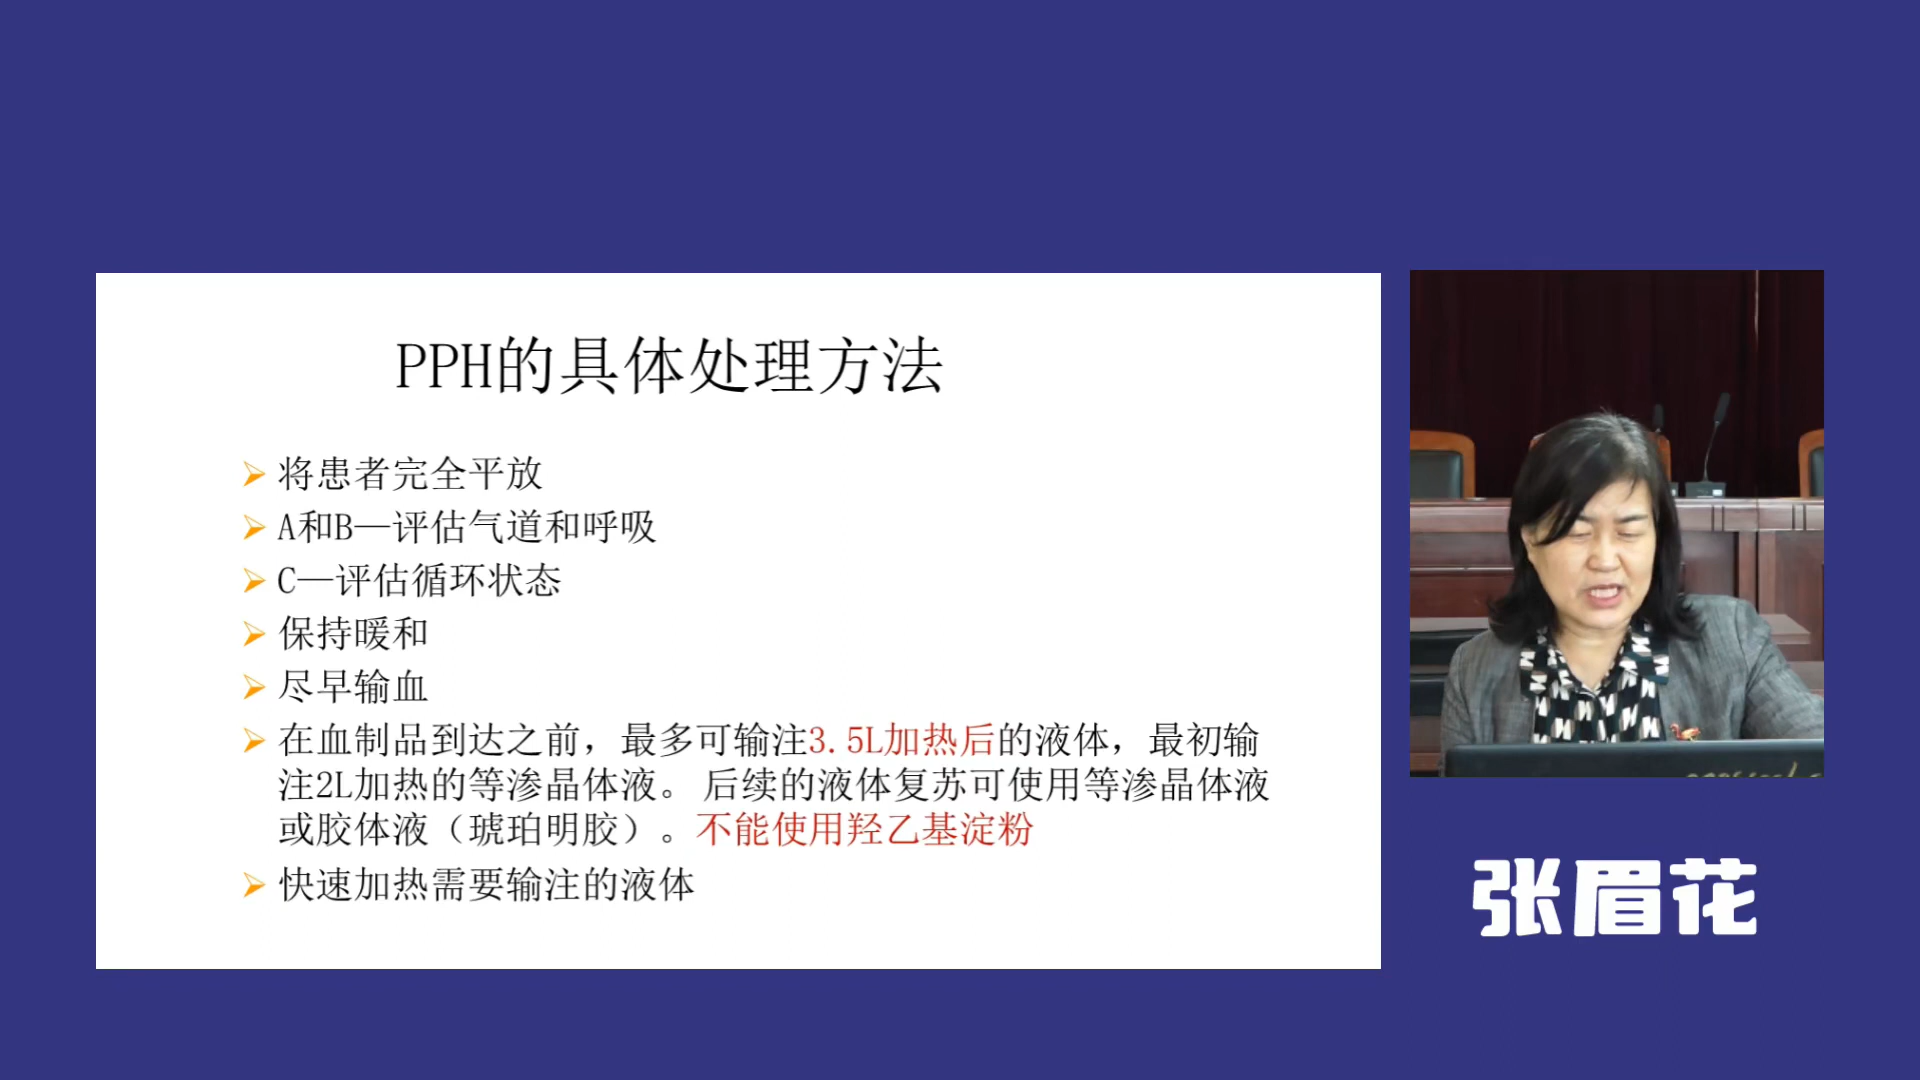 PPH的具体处理方法
➢ 将患者完全平放
➢ A和B—评估气道和呼吸
➢ C—评估循环状态
➢ 保持暖和
➢ 尽早输血
➢ 在血制品到达之前，最多可输注3.5L加热后的液体，最初输
注2L加热的等渗晶体液。 后续的液体复苏可使用等渗晶体液
或胶体液（琥珀明胶）。不能使用羟乙基淀粉
➢ 快速加热需要输注的液体
张眉花